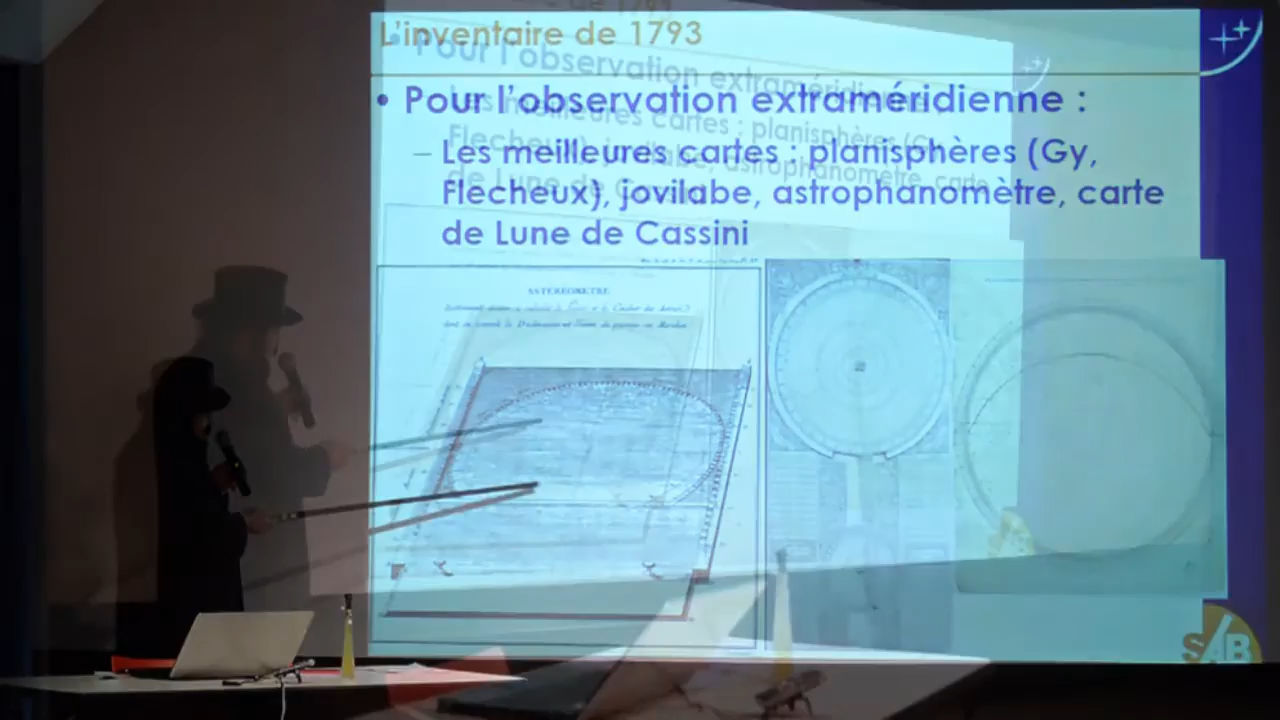 L'inventaire de 1793
• Pour l'observation extraméridienne :
– Les meilleures cartes : planisphères (Gy,
Flecheux), jovilabe, astrophanomètre, carte
de Lune de Cassini
ASTEREOMETRE
SAB